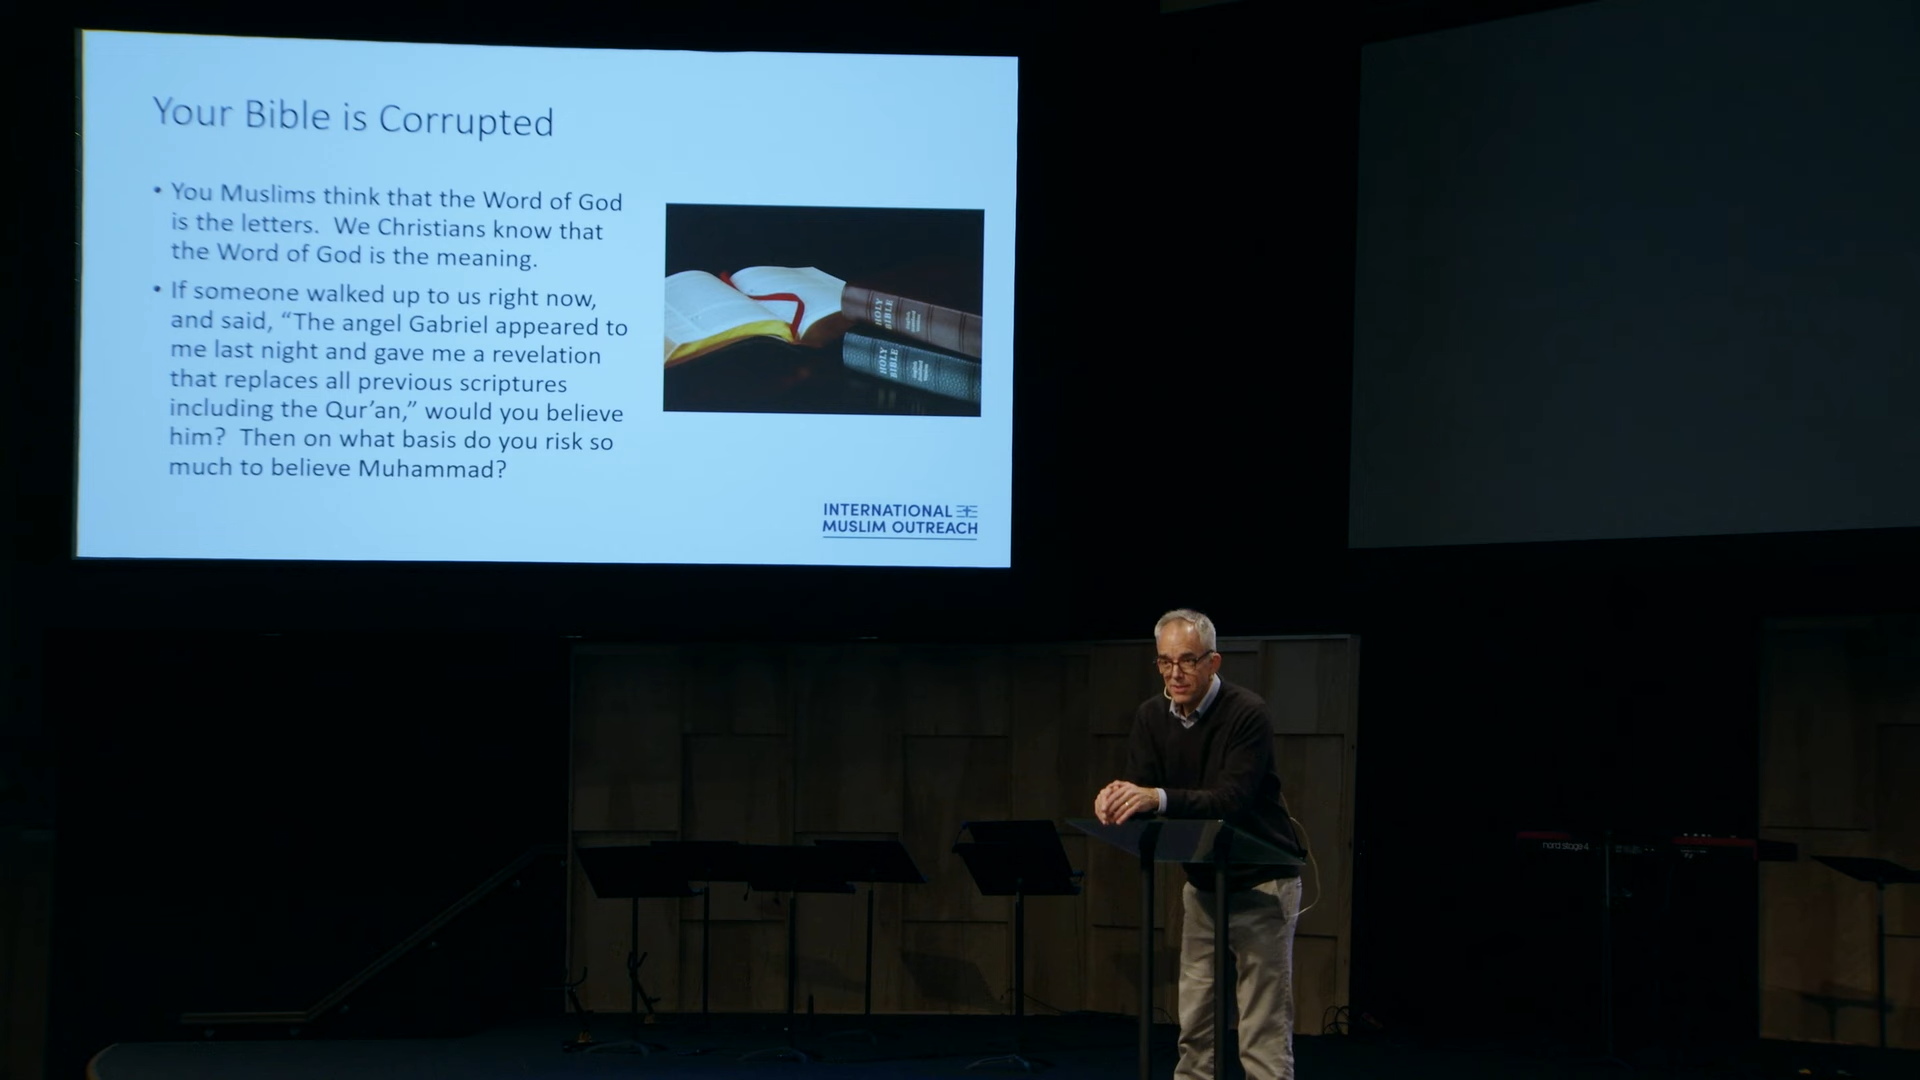 Your Bible is Corrupted
• You Muslims think that the Word of God
is the letters. We Christians know that
the Word of God is the meaning.
• If someone walked up to us right now,
and said, “The angel Gabriel appeared to
me last night and gave me a revelation
that replaces all previous scriptures
including the Qur’an,” would you believe
him? Then on what basis do you risk so
much to believe Muhammad?
HOLY
BIBLE
HOLY
BIBLE
INTERNATIONAL
MUSLIM OUTREACH
nord stage 4